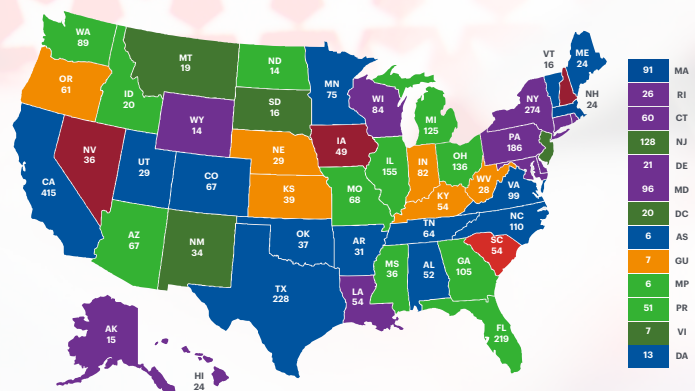 WA
89
OR
61
ID
20
MT
19
ND
14
SD
16
WY
14
NV
36
UT
29
CO
67
CA
415
AZ
67
NM
34
NE
29
KS
39
OK
37
TX
228
MN
75
IA
49
MO
68
AR
31
LA
54
WI
84
IL
155
MI
125
IN
82
OH
136
KY
54
TN
64
MS
36
AL
52
GA
105
FL
219
SC
54
NC
110
VA
99
WV
28
PA
186
NY
274
VT
16
ME
24
NH
24
AK
15
HI
24
91 MA
26 RI
60 CT
128 NJ
21 DE
96 MD
20 DC
6 AS
7 GU
6 MP
51 PR
7 VI
13 DA